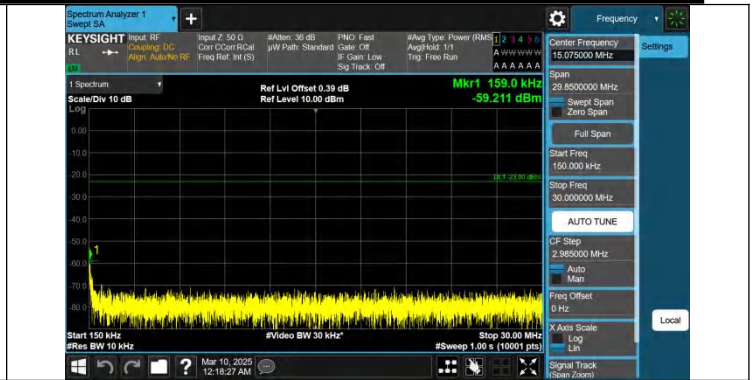 Spectrum Analyzer 1
Swept SA
+
Frequency
KEYSIGHT
RL
Input: RF
Coupling: DC
Align: Auto/No RF
Input Z: 50 Ω
Corr CCorr RCal
Freq Ref: Int (S)
#Atten: 36 dB
µW Path: Standard
PNO: Fast
Gate: Off
IF Gain: Low
Sig Track: Off
#Avg Type: Power (RMS
Avg|Hold: 1/1
Trig: Free Run
1 2 3 4 5 6
A W W W W W
A A A A A A
1 Spectrum
Scale/Div 10 dB
Log
Ref Lvl Offset 0.39 dB
Ref Level 10.00 dBm
Mkr1 159.0 kHz
-59.211 dBm
0.00
-10.0
-20.0
-30.0
-40.0
-50.0
-60.0
-70.0
-80.0
DL1 -23.00 dBm
1
Start 150 kHz
#Res BW 10 kHz
#Video BW 30 kHz*
Stop 30.00 MHz
#Sweep 1.00 s (10001 pts)
Center Frequency
15.075000 MHz
Settings
Span
29.8500000 MHz
Swept Span
Zero Span
Full Span
Start Freq
150.000 kHz
Stop Freq
30.000000 MHz
AUTO TUNE
CF Step
2.985000 MHz
Auto
Man
Freq Offset
0 Hz
X Axis Scale
Log
Lin
Local
Signal Track
(Span Zoom)
?
Mar 10, 2025
12:18:27 AM